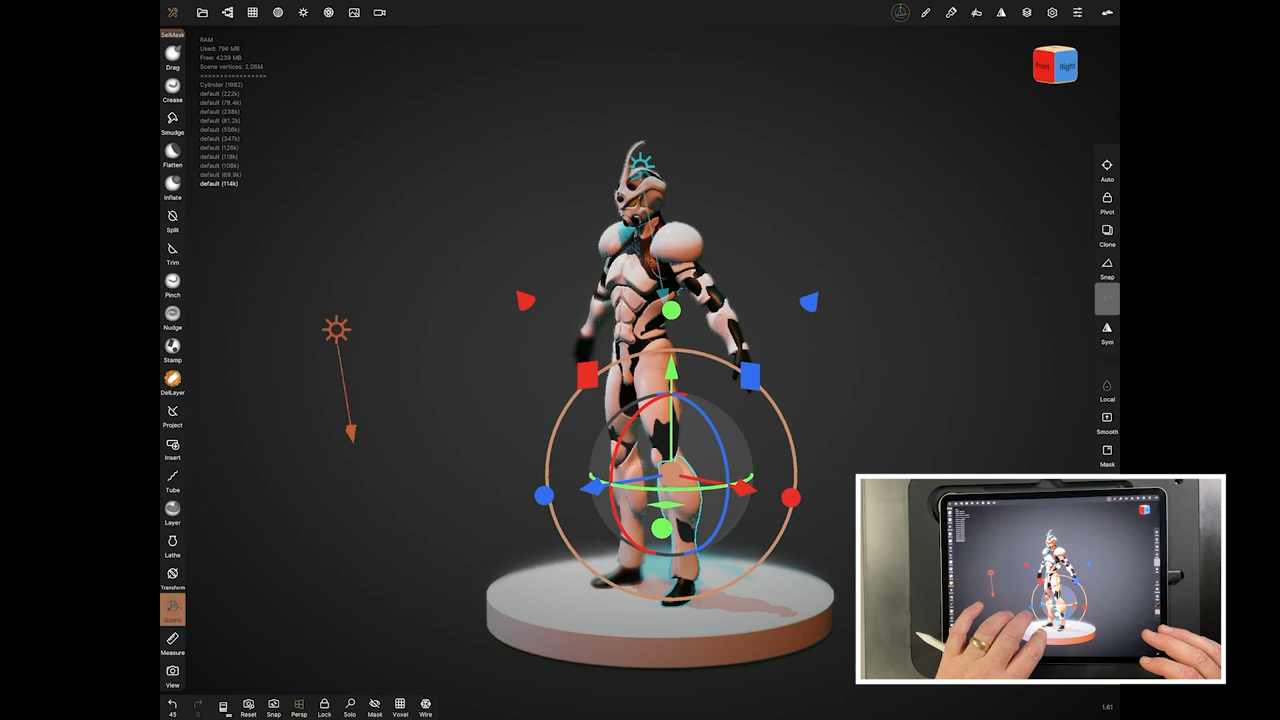 SelMask
Drag
Crease
Smudge
Flatten
Inflate
Split
Trim
Pinch
Nudge
Stamp
DelLayer
Project
Insert
Tube
Layer
Lathe
Transform
Gizmo
Measure
View
RAM
Used: 796 MB
Free: 4239 MB
Scene vertices: 2.06M
==================
Cylinder (1982)
default (222k)
default (78.4k)
default (238k)
default (81.2k)
default (556k)
default (347k)
default (126k)
default (118k)
default (108k)
default (69.9k)
default (114k)
Front Right
Auto
Pivot
Clone
Snap
Sym
Local
Smooth
Mask
45 0 Reset Snap Persp Lock Solo Mask Voxel Wire
1.61